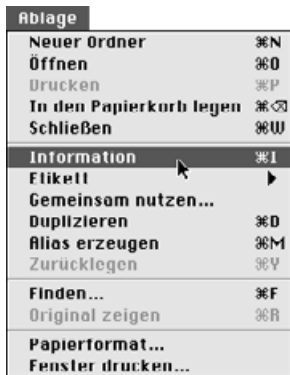 Ablage
Neuer Ordner ⌘N
Öffnen ⌘O
Drucken ⌘P
In den Papierkorb legen ⌘⌫
Schließen ⌘W
Information ⌘I
Etikett ▶
Gemeinsam nutzen...
Duplizieren ⌘D
Alias erzeugen ⌘M
Zurücklegen ⌘Y
Finden... ⌘F
Original zeigen ⌘R
Papierformat...
Fenster drucken...